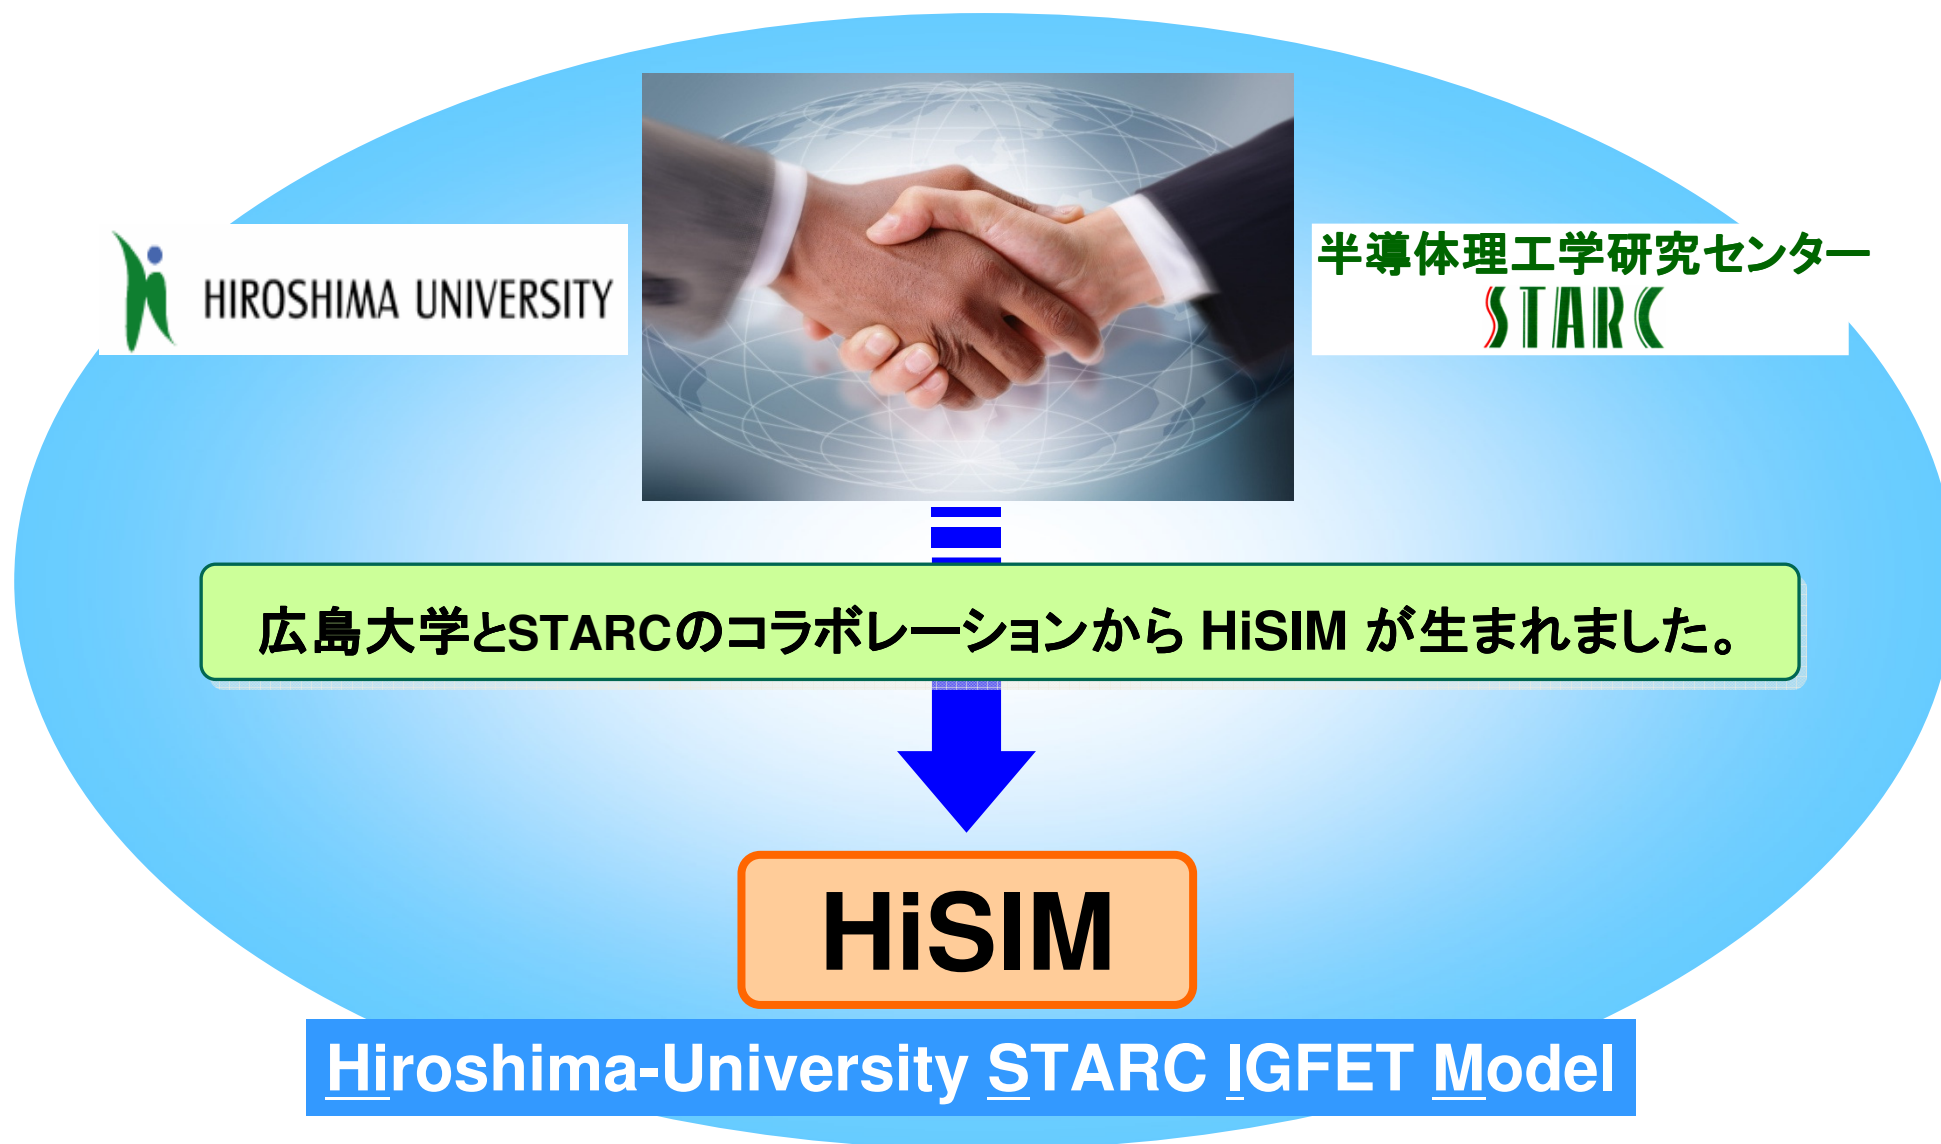 HIROSHIMA UNIVERSITY
半導体理工学研究センター
STARC
広島大学とSTARCのコラボレーションから HiSIM が生まれました。
HiSIM
Hiroshima-University STARC IGFET Model